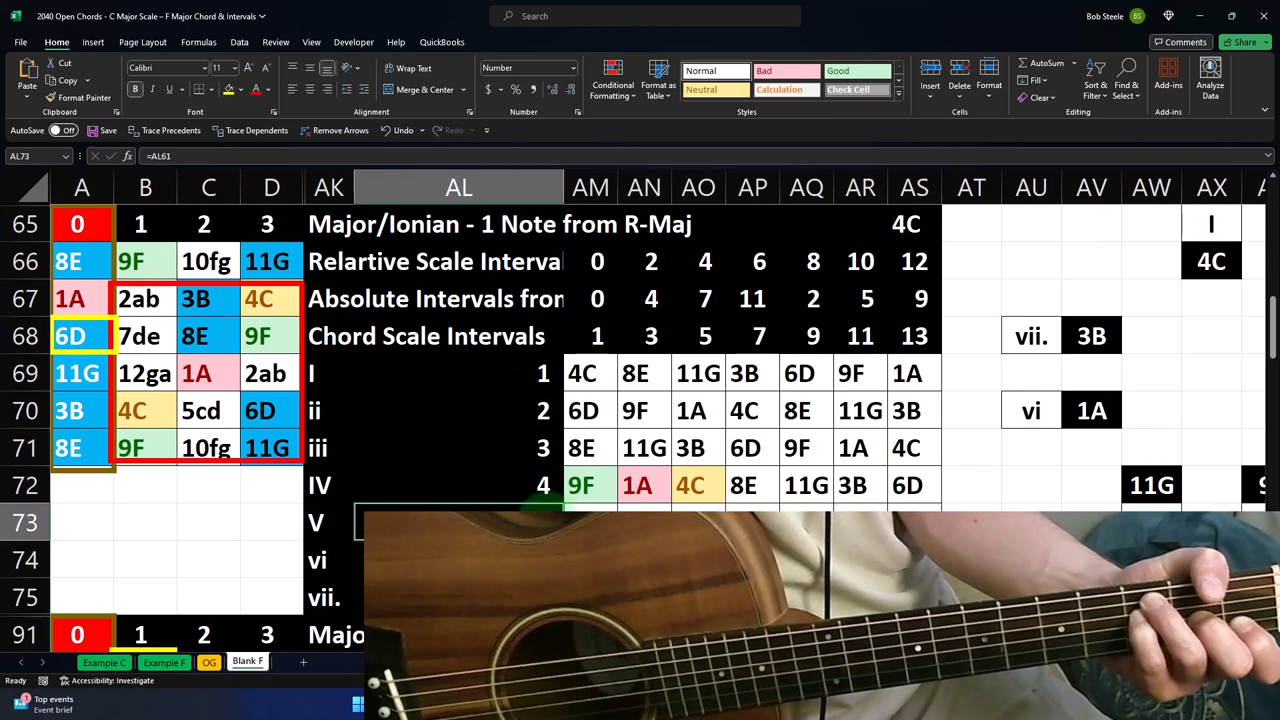 2040 Open Chords - C Major Scale – F Major Chord & Intervals
Search
Bob Steele BS
File Home Insert Page Layout Formulas Data Review View Developer Automate Help QuickBooks
Comments Share
Paste Cut Copy Format Painter Clipboard
Calibri 11 B I U A Font
Wrap Text Merge & Center Alignment
Number $ % Number
Conditional Formatting Format as Table
Normal Bad Good
Neutral Calculation Check Cell
Styles
Insert Delete Format Cells
AutoSum Fill Clear Sort & Filter Find & Select Editing
Add-ins Add-ins
Analyze Data
AutoSave Off Save Trace Precedents Trace Dependents Remove Arrows Undo
AL73 fx =AL61
A B C D AK AL AM AN AO AP AQ AR AS AT AU AV AW AX
65 0 1 2 3 Major/Ionian - 1 Note from R-Maj 4C I
66 8E 9F 10fg 11G Relartive Scale Interva 0 2 4 6 8 10 12 4C
67 1A 2ab 3B 4C Absolute Intervals fron 0 4 7 11 2 5 9
68 6D 7de 8E 9F Chord Scale Intervals 1 3 5 7 9 11 13 vii. 3B
69 11G 12ga 1A 2ab I 1 4C 8E 11G 3B 6D 9F 1A
70 3B 4C 5cd 6D ii 2 6D 9F 1A 4C 8E 11G 3B vi 1A
71 8E 9F 10fg 11G iii 3 8E 11G 3B 6D 9F 1A 4C
72 IV 4 9F 1A 4C 8E 11G 3B 6D 11G
73 V
74 vi
75 vii.
91 0 1 2 3 Majo
Example C Example F OG Blank F
Ready Accessibility: Investigate
Top events
Event brief